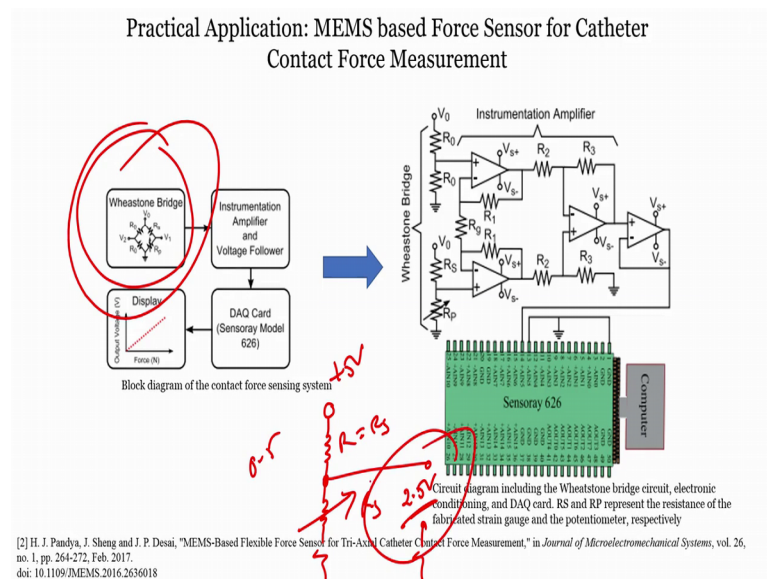 Practical Application: MEMS based Force Sensor for Catheter
Contact Force Measurement
Wheastone Bridge
V0
R0
Rs
V2
V1
R0
Rp
Instrumentation
Amplifier
and
Voltage Follower
Display
Output Voltage (V)
Force (N)
DAQ Card
(Sensoray Model
626)
Block diagram of the contact force sensing system
Wheastone Bridge
Instrumentation Amplifier
V0
R0
R0
Vs+
Vs-
R2
R3
R1
Rg
R1
V0
RS
RP
Vs+
Vs-
R2
R3
Vs+
Vs-
Vs+
Vs-
Sensoray 626
Computer
Circuit diagram including the Wheatstone bridge circuit, electronic
conditioning, and DAQ card. RS and RP represent the resistance of the
fabricated strain gauge and the potentiometer, respectively
+5V
R = Rs
0-5
2.5V
[2] H. J. Pandya, J. Sheng and J. P. Desai, "MEMS-Based Flexible Force Sensor for Tri-Axial Catheter Contact Force Measurement," in Journal of Microelectromechanical Systems, vol. 26,
no. 1, pp. 264-272, Feb. 2017.
doi: 10.1109/JMEMS.2016.2636018